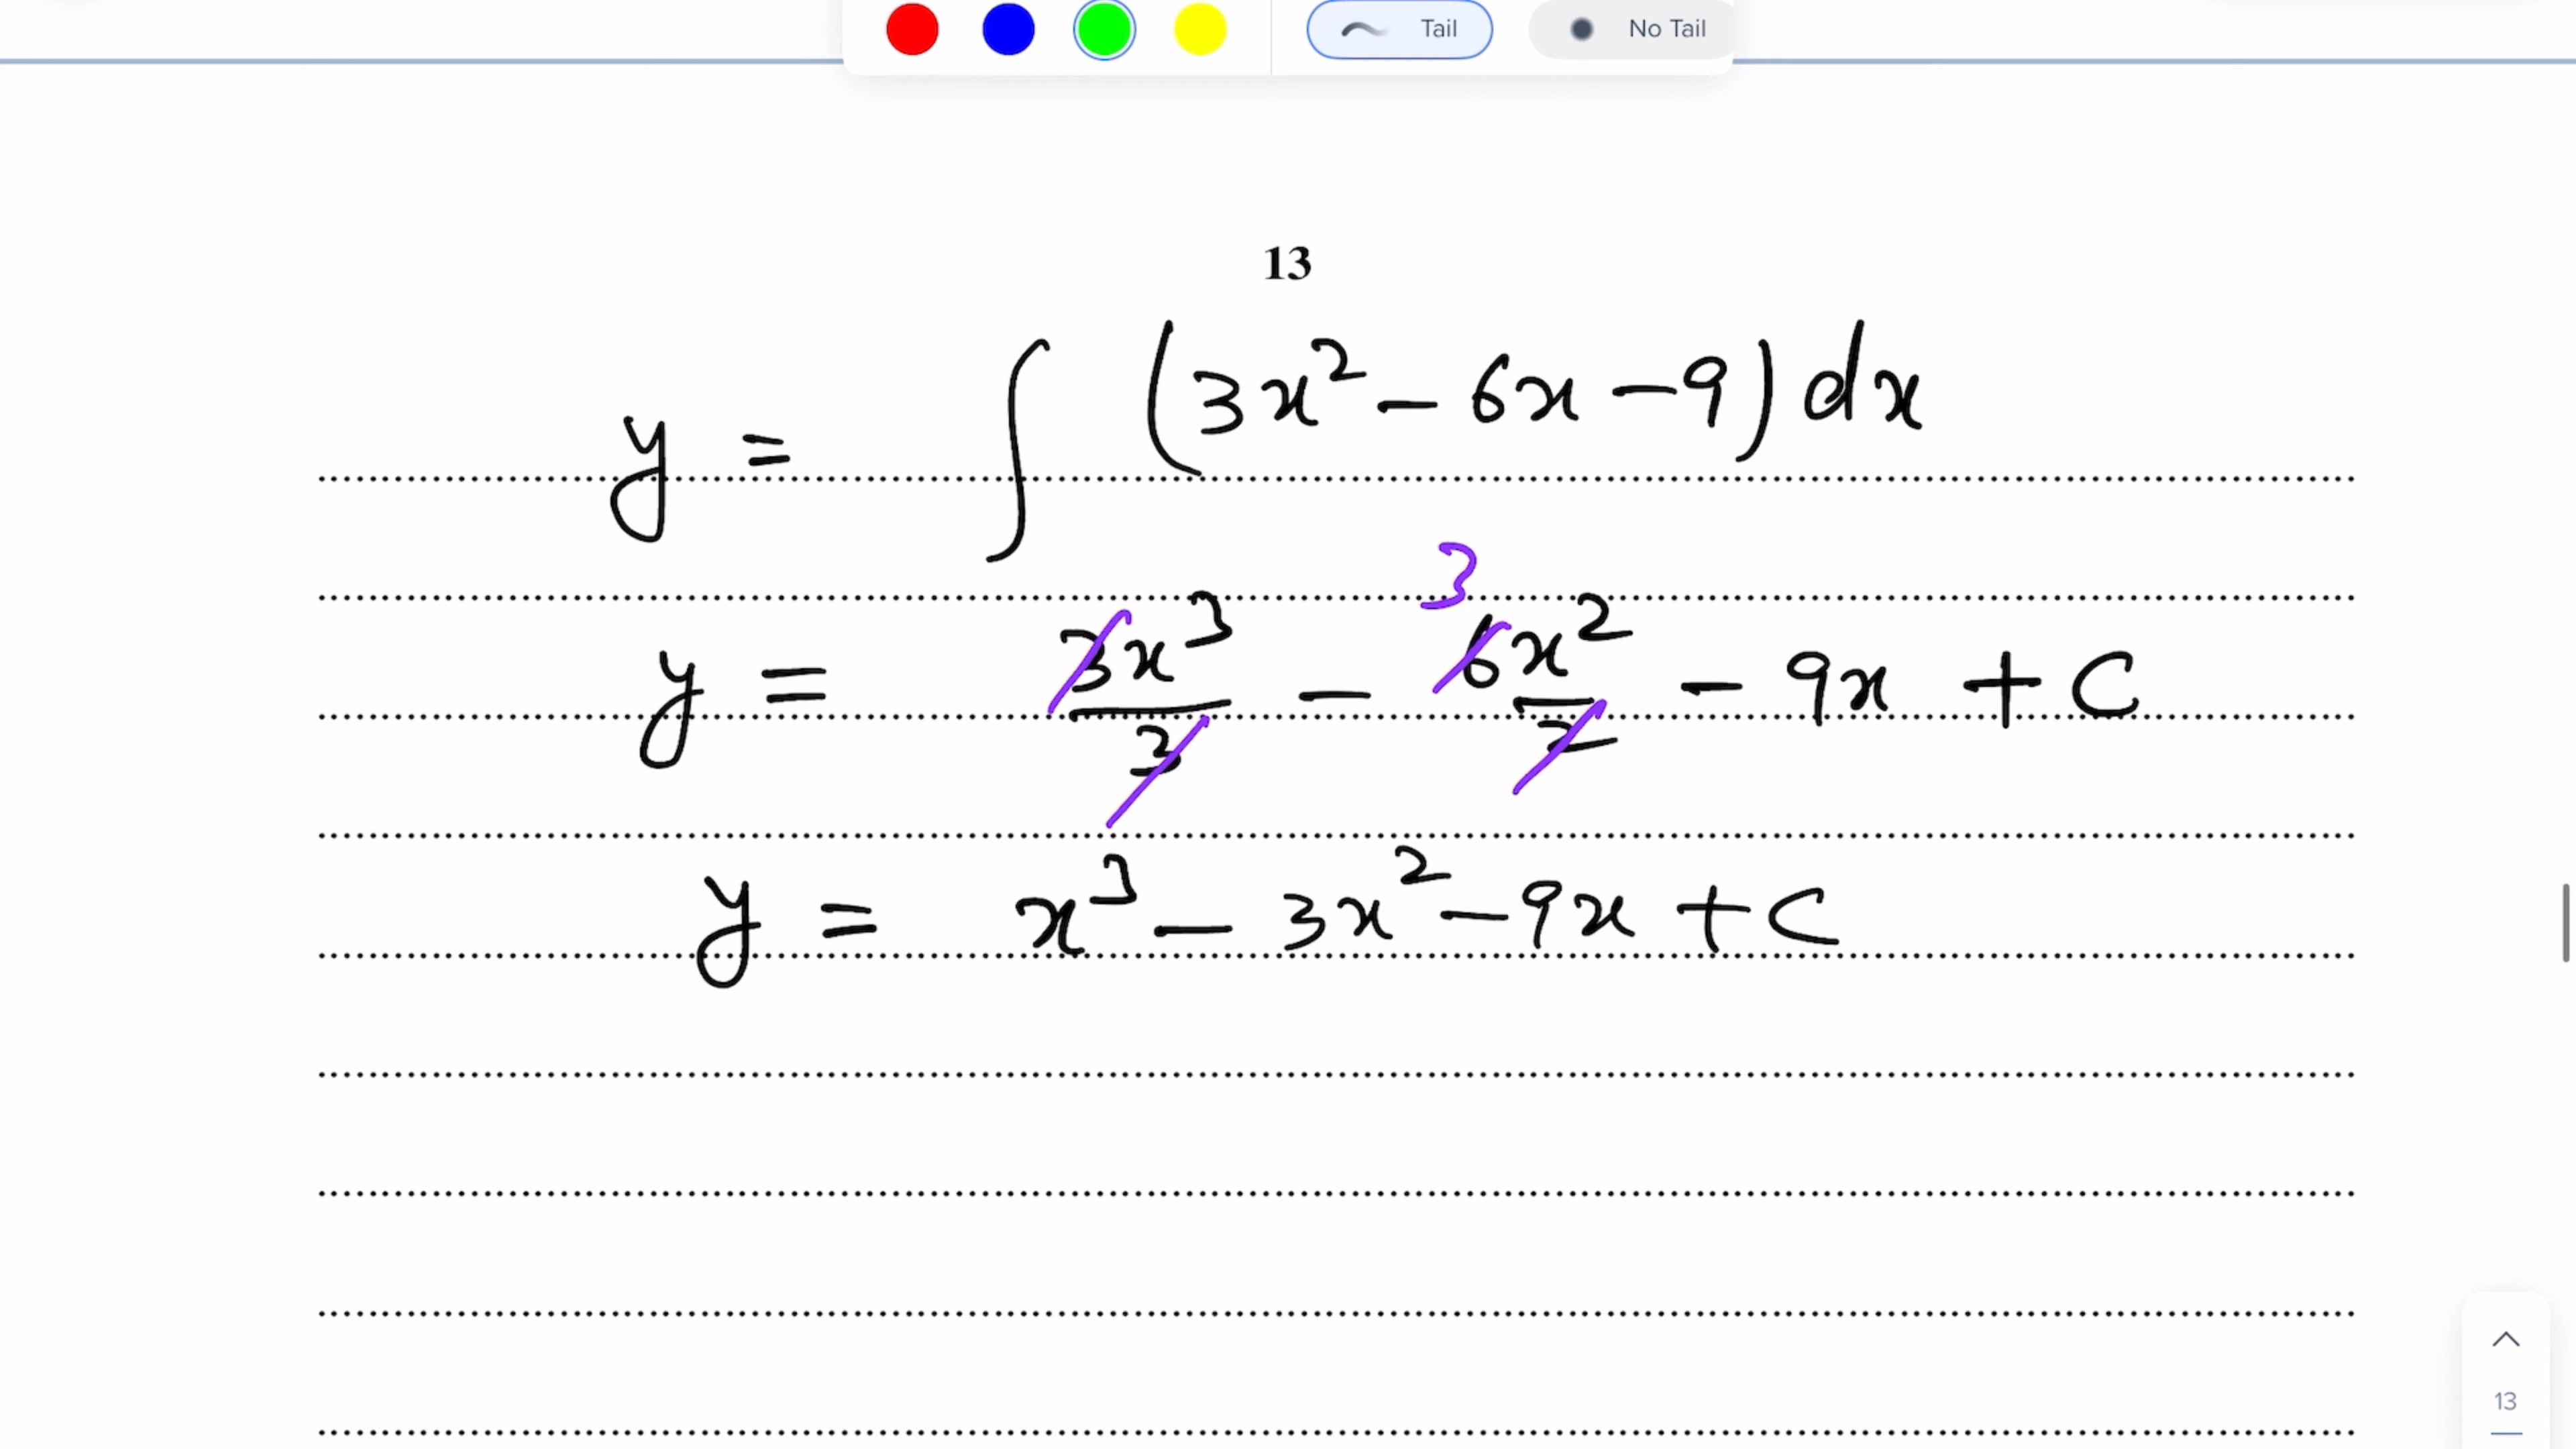 Tail No Tail
13
y = ∫ (3x² - 6x - 9) dx
3
y = 3x³/3 - 6x²/2 - 9x + C
y = x³ - 3x² - 9x + C
13